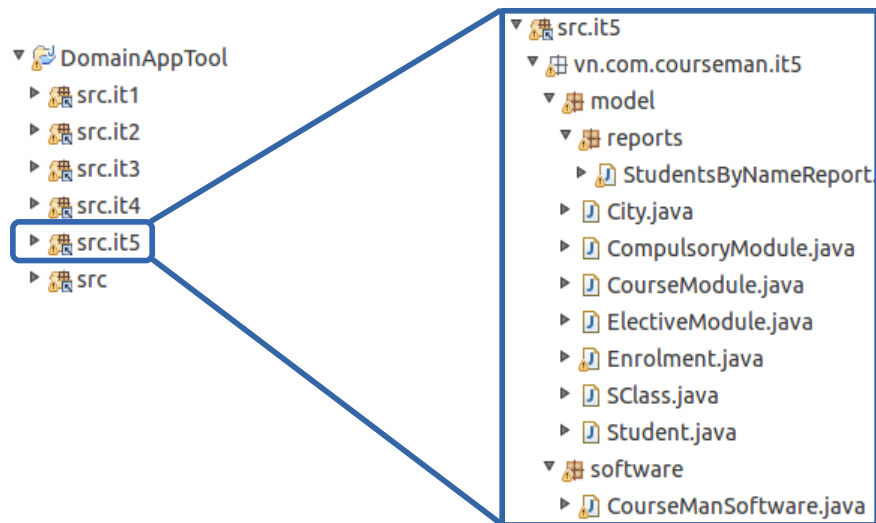 DomainAppTool
src.it1
src.it2
src.it3
src.it4
src.it5
src
src.it5
vn.com.courseman.it5
model
reports
StudentsByNameReport.
City.java
CompulsoryModule.java
CourseModule.java
ElectiveModule.java
Enrolment.java
SClass.java
Student.java
software
CourseManSoftware.java